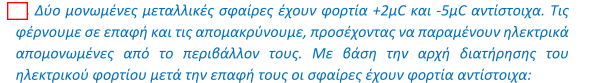 Δύο μονωμένες μεταλλικές σφαίρες έχουν φορτία +2μC και -5μC αντίστοιχα. Τις
φέρνουμε σε επαφή και τις απομακρύνουμε, προσέχοντας να παραμένουν ηλεκτρικά
απομονωμένες από το περιβάλλον τους. Με βάση την αρχή διατήρησης του
ηλεκτρικού φορτίου μετά την επαφή τους οι σφαίρες έχουν φορτία αντίστοιχα: